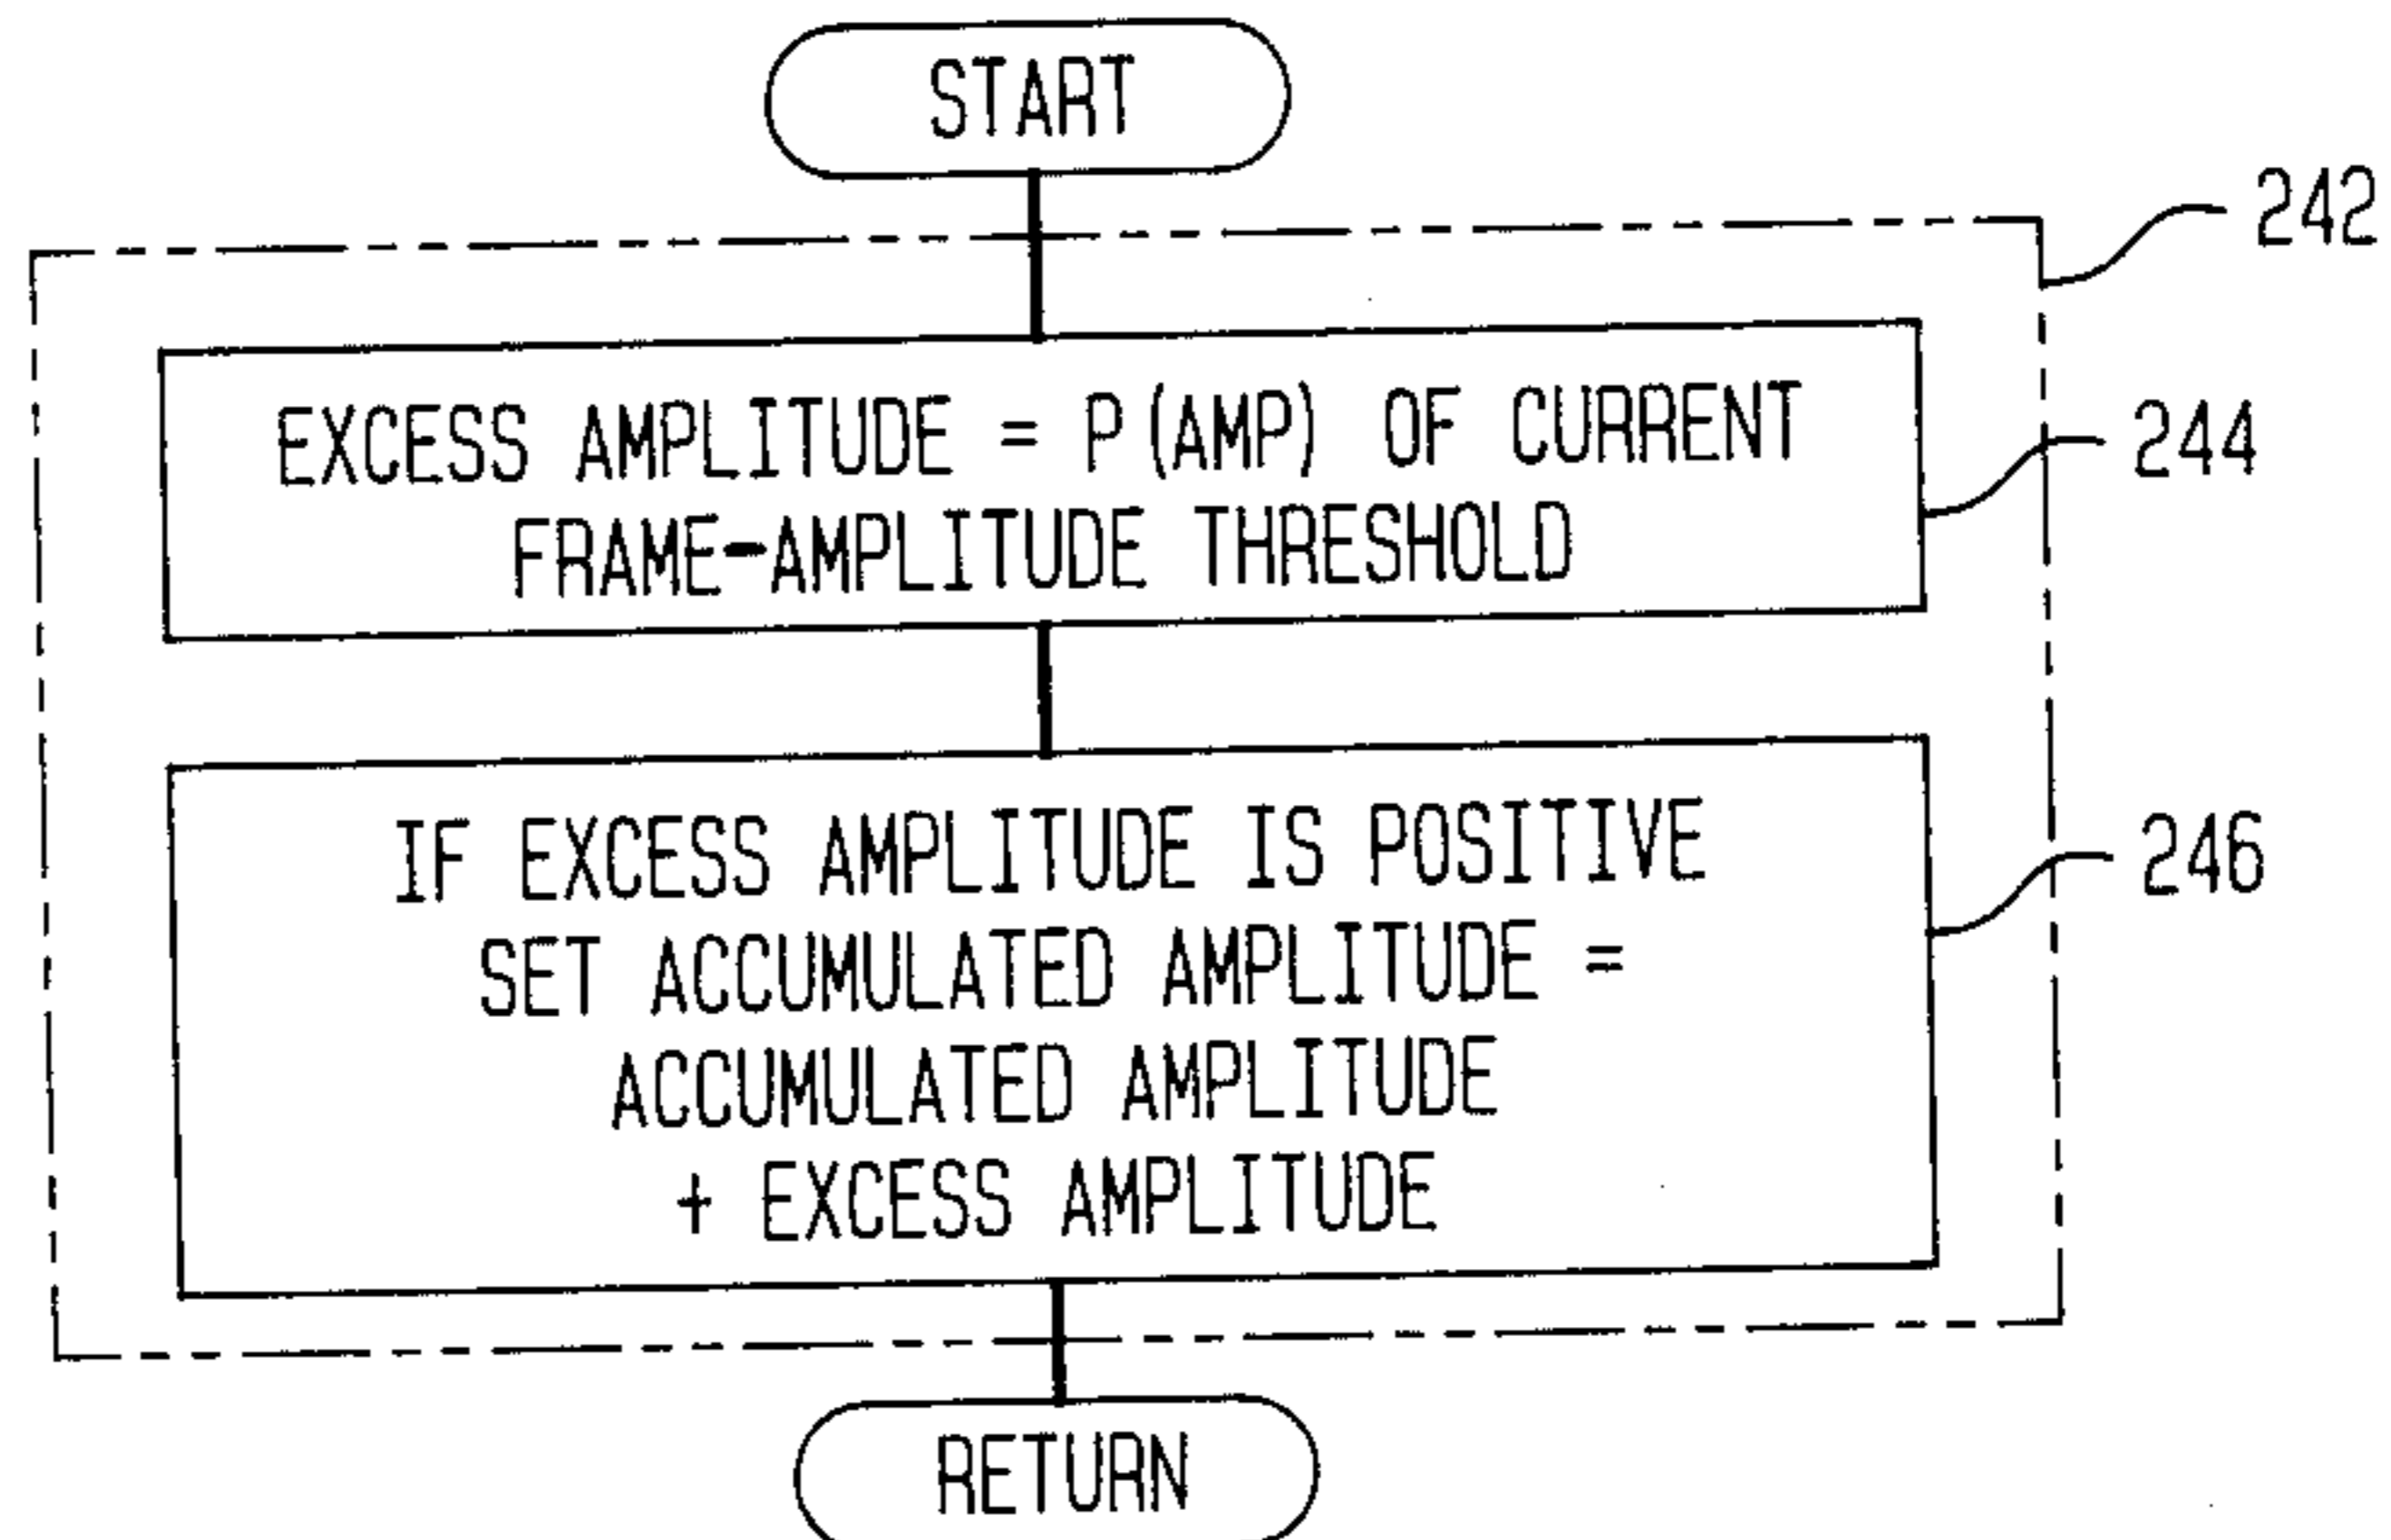 START
242
EXCESS AMPLITUDE = P(AMP) OF CURRENT
FRAME-AMPLITUDE THRESHOLD
244
IF EXCESS AMPLITUDE IS POSITIVE
SET ACCUMULATED AMPLITUDE =
ACCUMULATED AMPLITUDE
+ EXCESS AMPLITUDE
246
RETURN